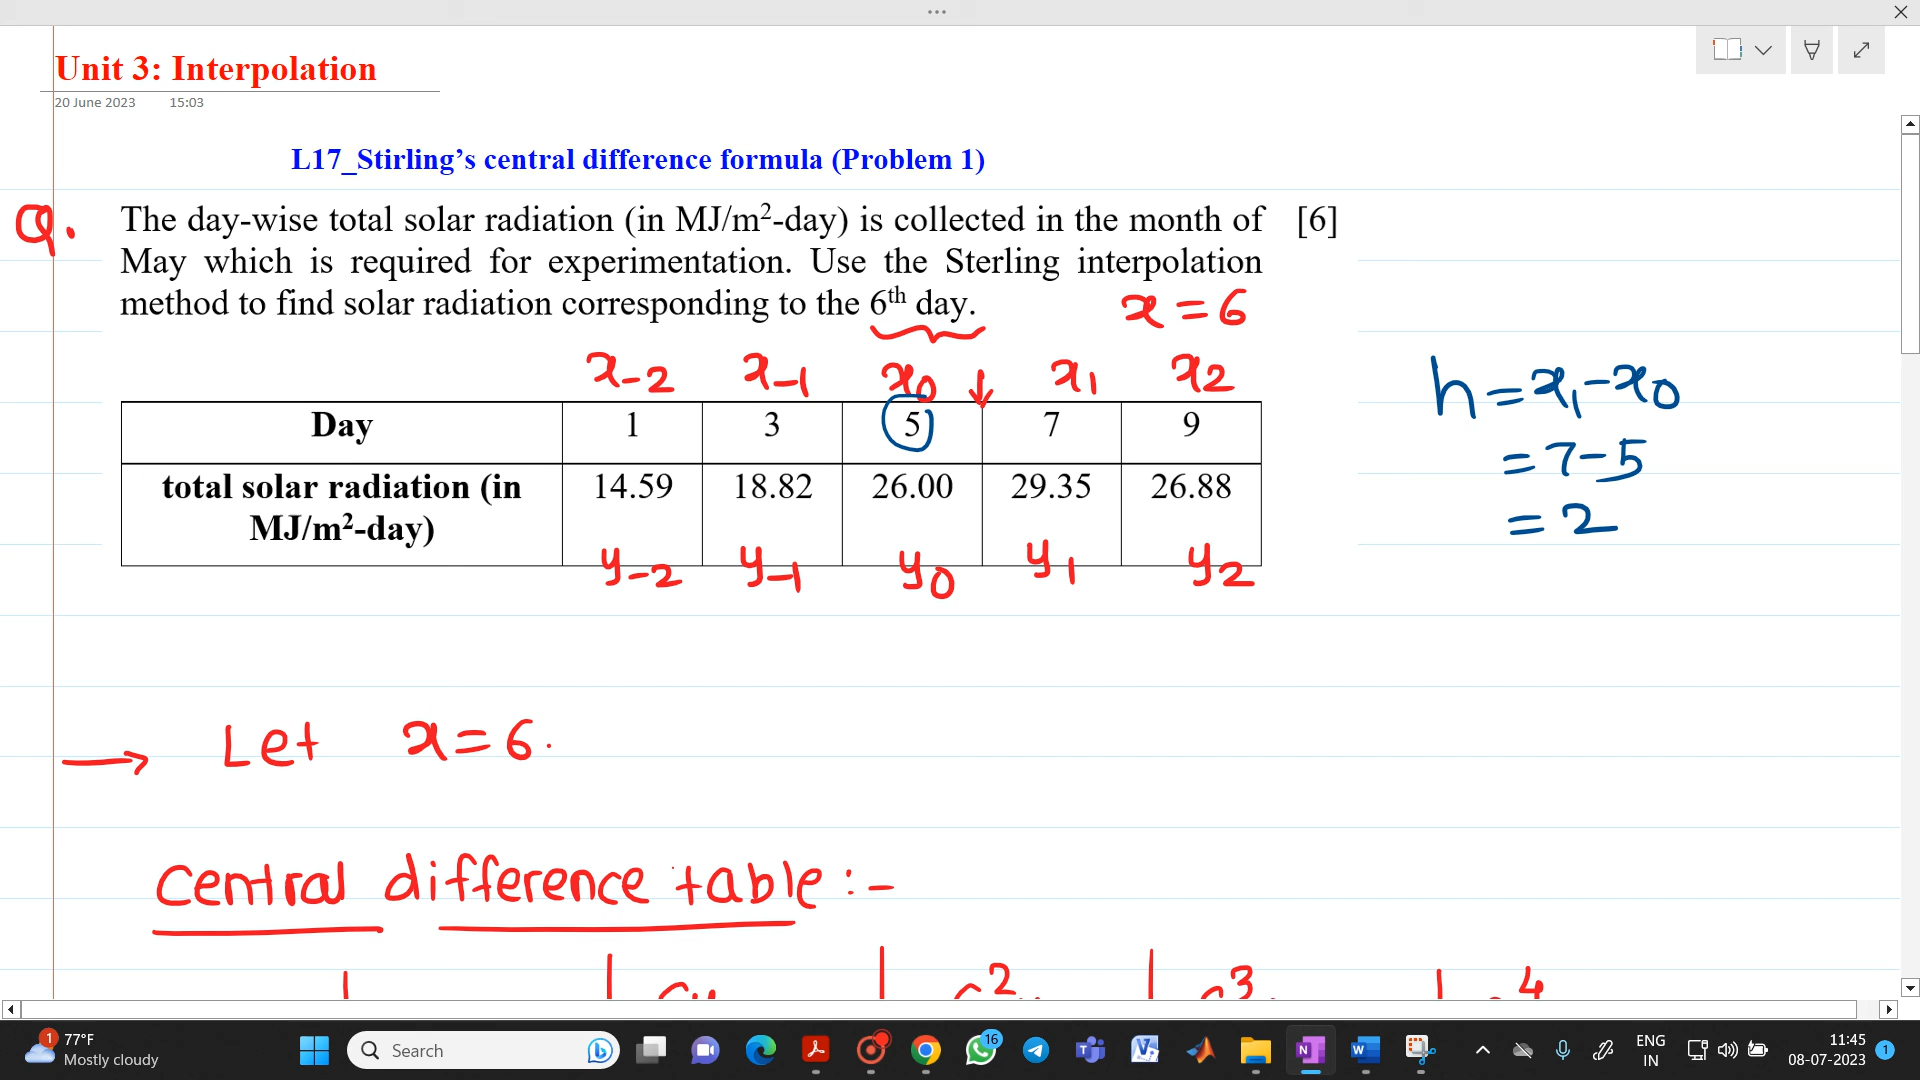 Unit 3: Interpolation
20 June 2023 15:03
L17_Stirling's central difference formula (Problem 1)
Q.
The day-wise total solar radiation (in MJ/m²-day) is collected in the month of [6]
May which is required for experimentation. Use the Sterling interpolation
method to find solar radiation corresponding to the 6th day.
x = 6
x-2 x-1 x0 x1 x2
Day 1 3 5 7 9
total solar radiation (in MJ/m²-day) 14.59 18.82 26.00 29.35 26.88
y-2 y-1 y0 y1 y2
h = x1 - x0
= 7 - 5
= 2
→ Let x = 6.
Central difference table :-
77°F
Mostly cloudy
1
Search
16
ENG
IN
11:45
08-07-2023
1